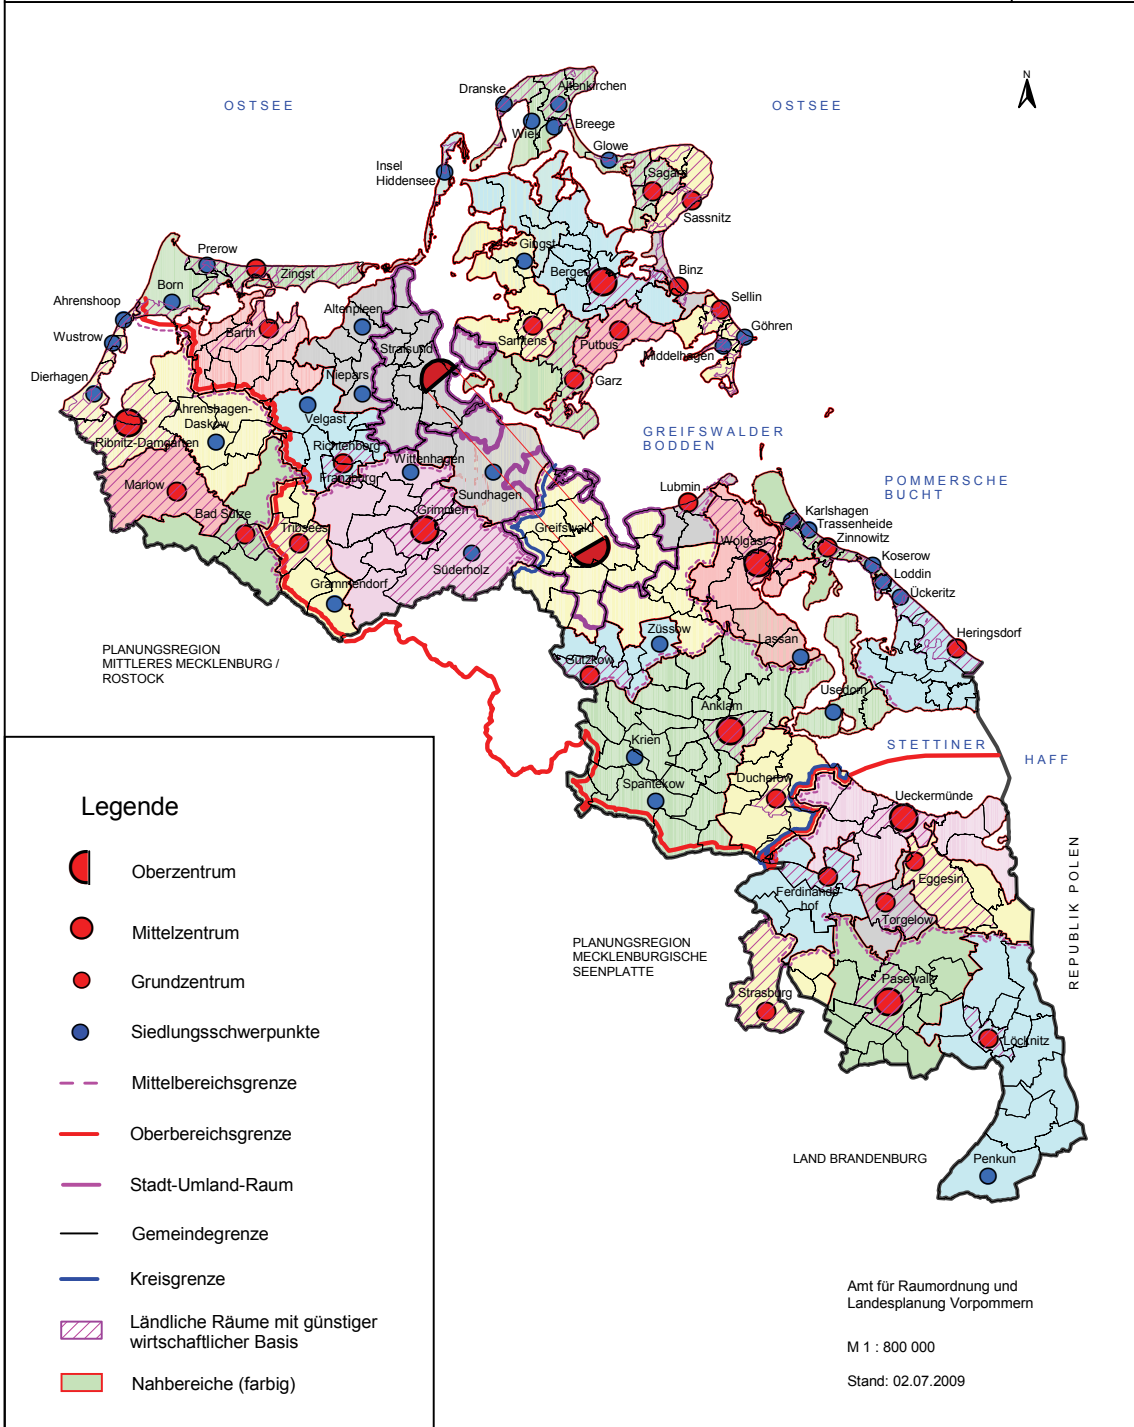 N
OSTSEE
OSTSEE
Dranske
Altenkirchen
Wiek
Breege
Glowe
Insel
Hiddensee
Sagard
Sassnitz
Prerow
Zingst
Born
Gingst
Bergen
Binz
Sellin
Ahrenshoop
Wustrow
Altenpleen
Göhren
Barth
Stralsund
Samtens
Putbus
Middelhagen
Dierhagen
Niepars
Garz
Ahrenshagen-
Daskow
Velgast
Ribnitz-Damgarten
Richtenberg
Franzburg
Wittenhagen
GREIFSWALDER
BODDEN
Marlow
Sundhagen
Lubmin
POMMERSCHE
BUCHT
Bad Sülze
Tribsees
Grimmen
Greifswald
Karlshagen
Trassenheide
Zinnowitz
Wolgast
Koserow
Loddin
Ückeritz
Süderholz
Grammendorf
Züssow
Lassan
Heringsdorf
PLANUNGSREGION
MITTLERES MECKLENBURG /
ROSTOCK
Gützkow
Usedom
Anklam
Krien
STETTINER
HAFF
Spantekow
Ducherow
Ueckermünde
Eggesin
Ferdinands-
hof
Torgelow
REPUBLIK POLEN
PLANUNGSREGION
MECKLENBURGISCHE
SEENPLATTE
Strasburg
Pasewalk
Löcknitz
LAND BRANDENBURG
Penkun
Legende
Oberzentrum
Mittelzentrum
Grundzentrum
Siedlungsschwerpunkte
Mittelbereichsgrenze
Oberbereichsgrenze
Stadt-Umland-Raum
Gemeindegrenze
Kreisgrenze
Ländliche Räume mit günstiger
wirtschaftlicher Basis
Nahbereiche (farbig)
Amt für Raumordnung und
Landesplanung Vorpommern
M 1 : 800 000
Stand: 02.07.2009